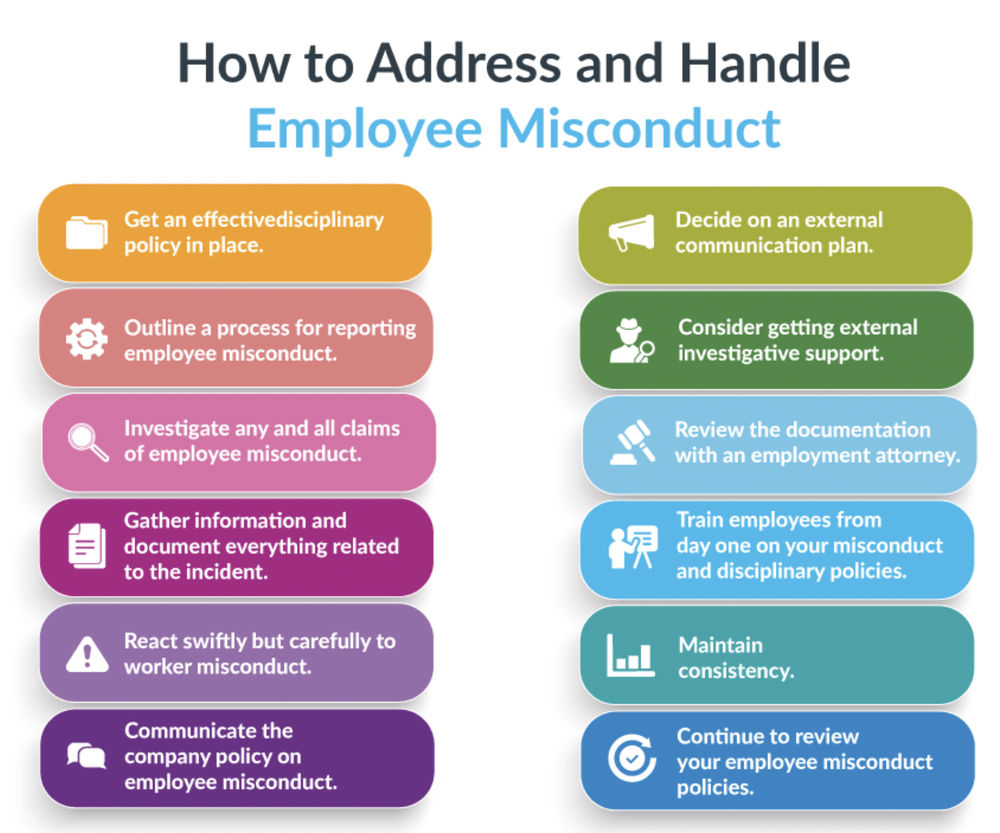 How to Address and Handle
Employee Misconduct
Get an effectivedisciplinary
policy in place.
Outline a process for reporting
employee misconduct.
Investigate any and all claims
of employee misconduct.
Gather information and
document everything related
to the incident.
React swiftly but carefully to
worker misconduct.
Communicate the
company policy on
employee misconduct.
Decide on an external
communication plan.
Consider getting external
investigative support.
Review the documentation
with an employment attorney.
Train employees from
day one on your misconduct
and disciplinary policies.
Maintain
consistency.
Continue to review
your employee misconduct
policies.